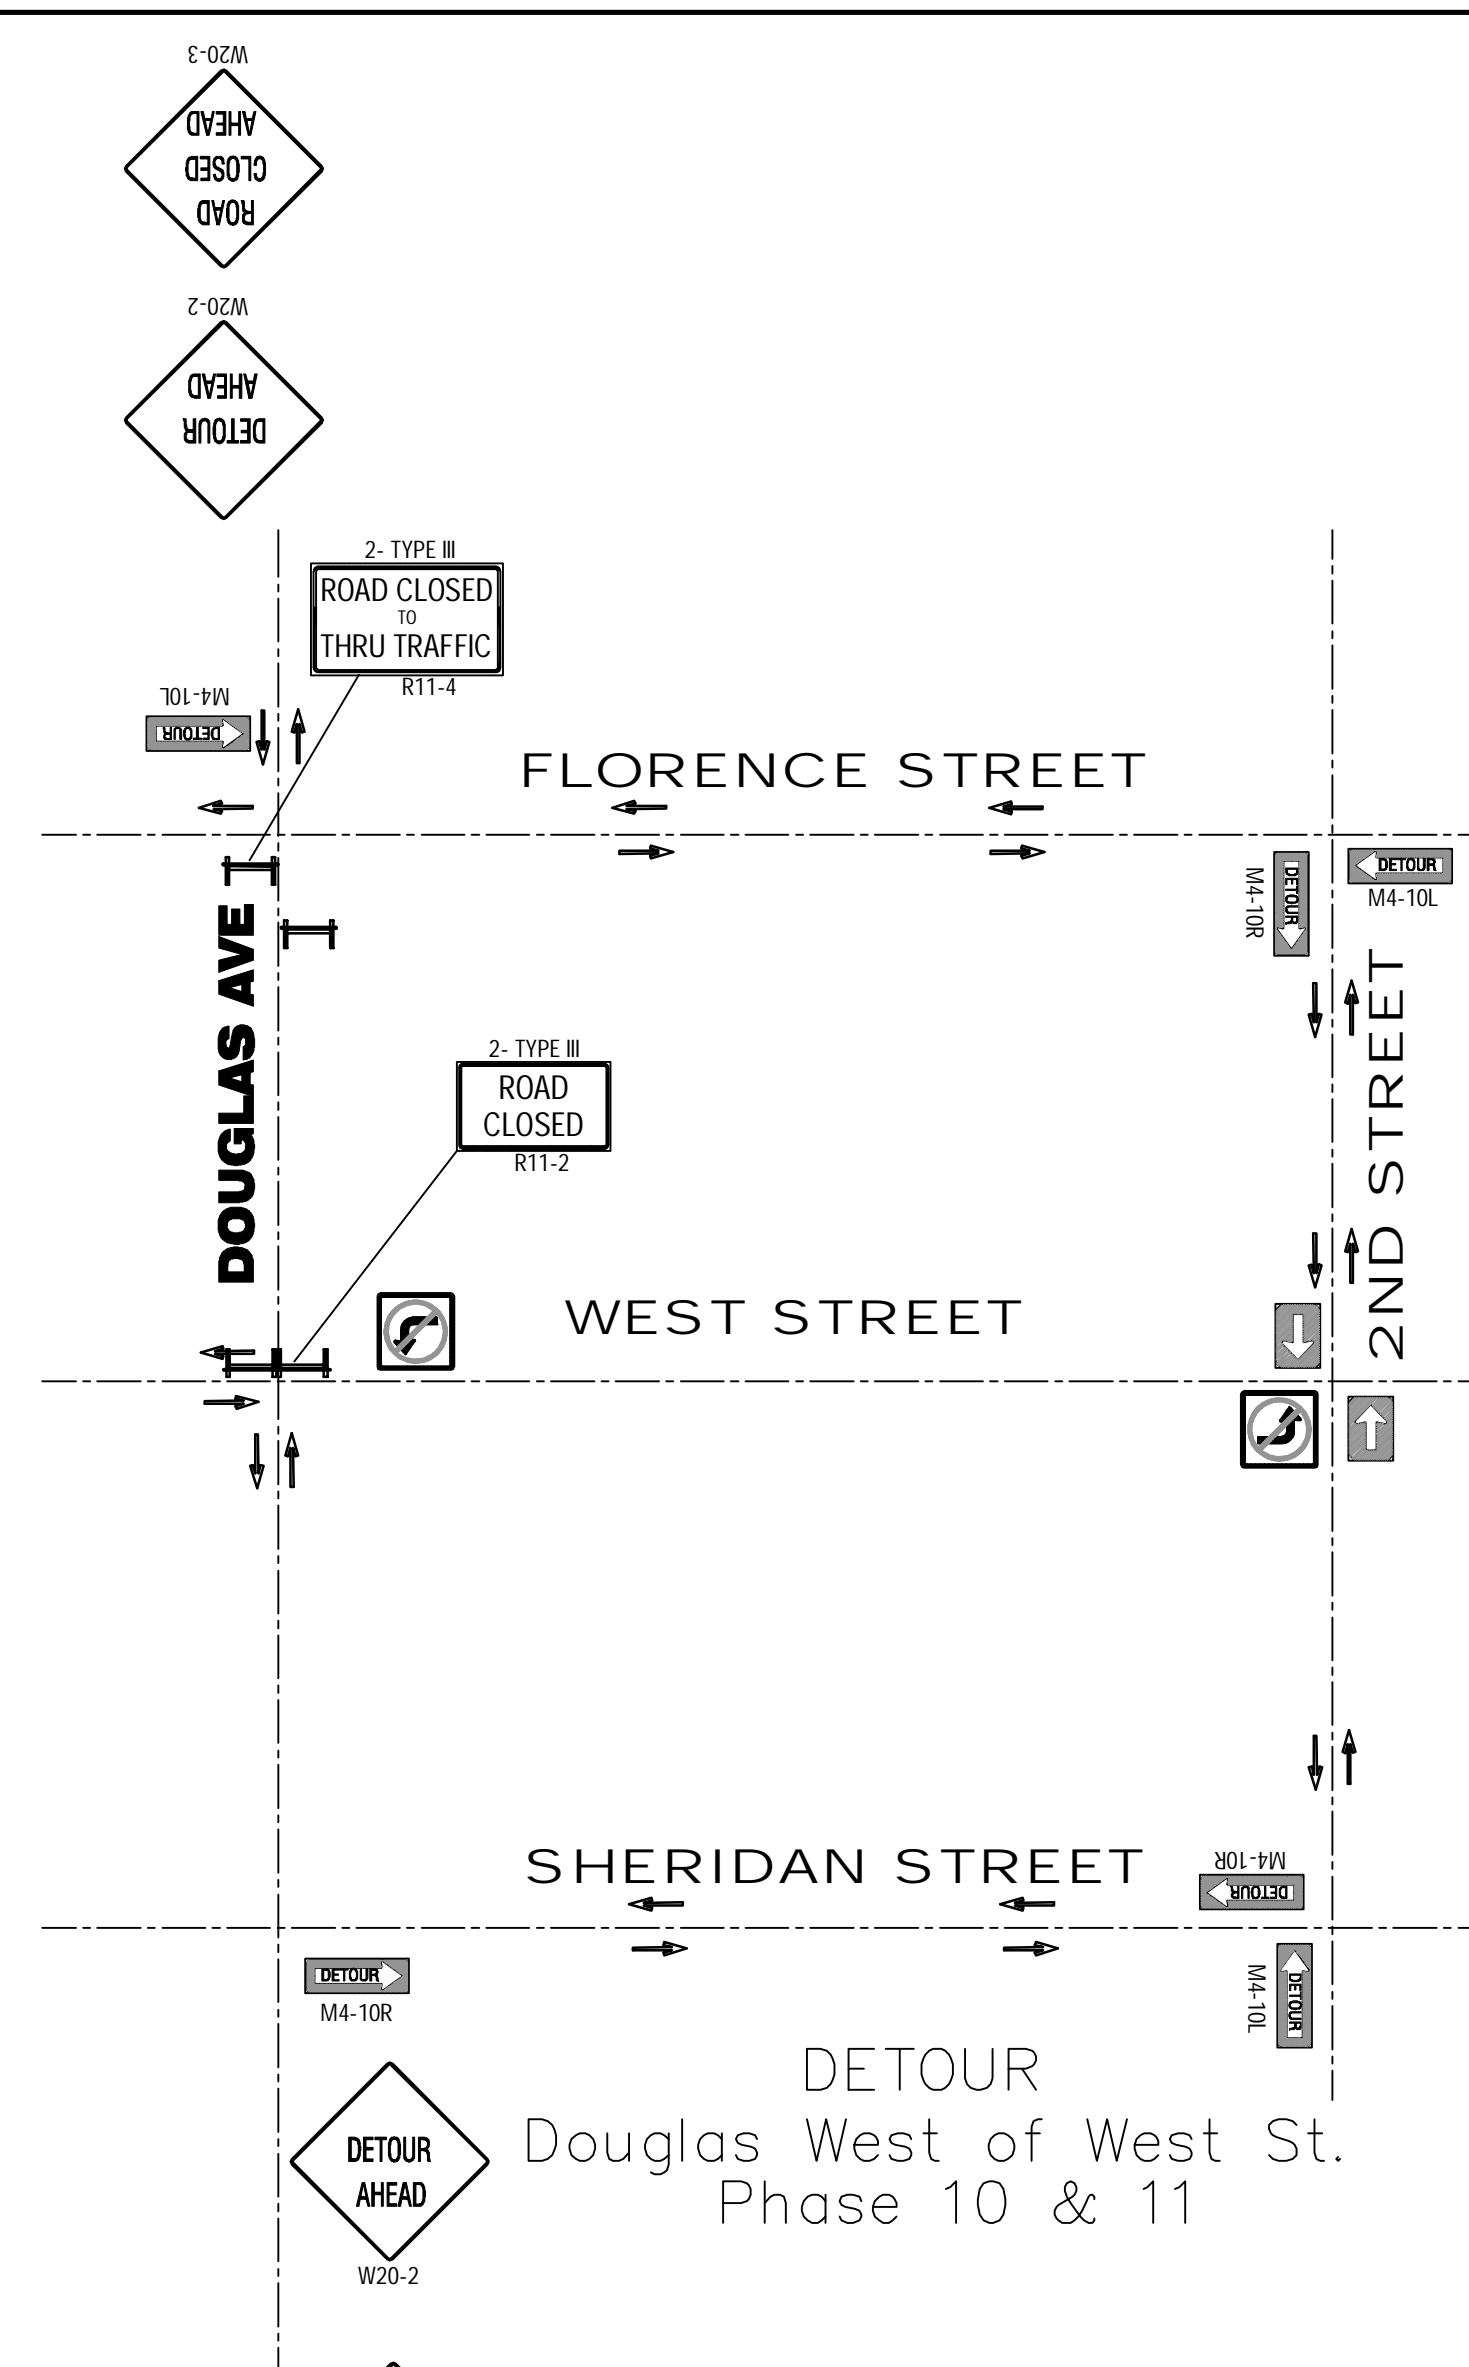 W20-3
ROAD
CLOSED
AHEAD
W20-2
DETOUR
AHEAD
2- TYPE III
ROAD CLOSED
TO
THRU TRAFFIC
R11-4
M4-10L
DETOUR
FLORENCE STREET
DETOUR
M4-10R
DETOUR
M4-10L
DOUGLAS AVE
2ND STREET
2- TYPE III
ROAD
CLOSED
R11-2
WEST STREET
SHERIDAN STREET
M4-10R
DETOUR
DETOUR
M4-10R
M4-10L
DETOUR
DETOUR
AHEAD
W20-2
DETOUR
Douglas West of West St.
Phase 10 & 11